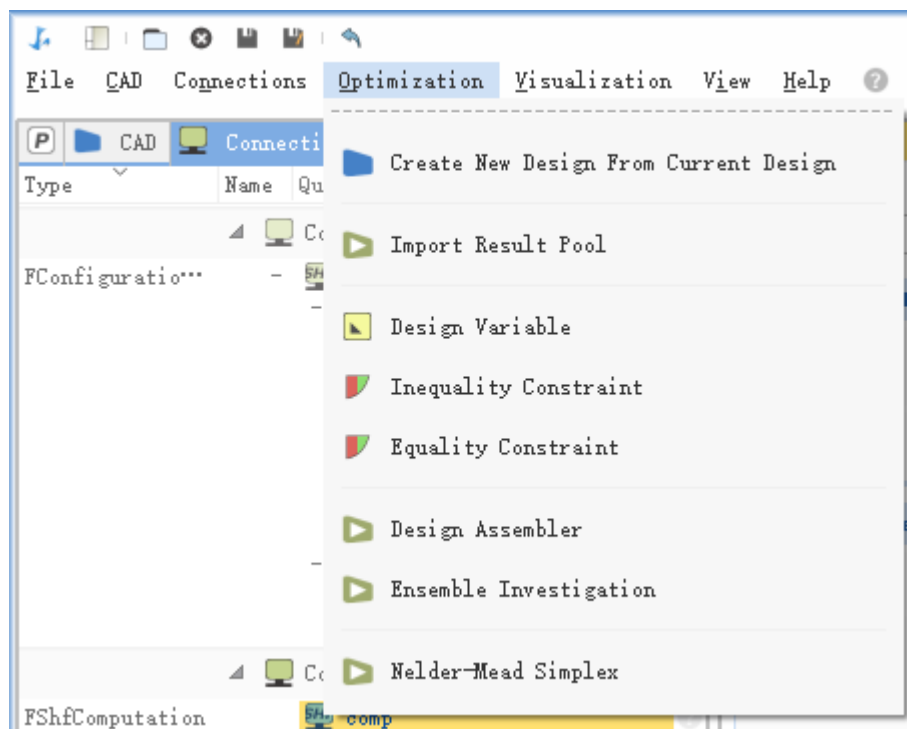 File CAD Connections Optimization Visualization View Help
P CAD Connecti
Type Name Qu
Create New Design From Current Design
Co
Import Result Pool
FConfiguratio··· -
-
Design Variable
Inequality Constraint
Equality Constraint
Design Assembler
-
Ensemble Investigation
Co
Nelder-Mead Simplex
FShfComputation comp